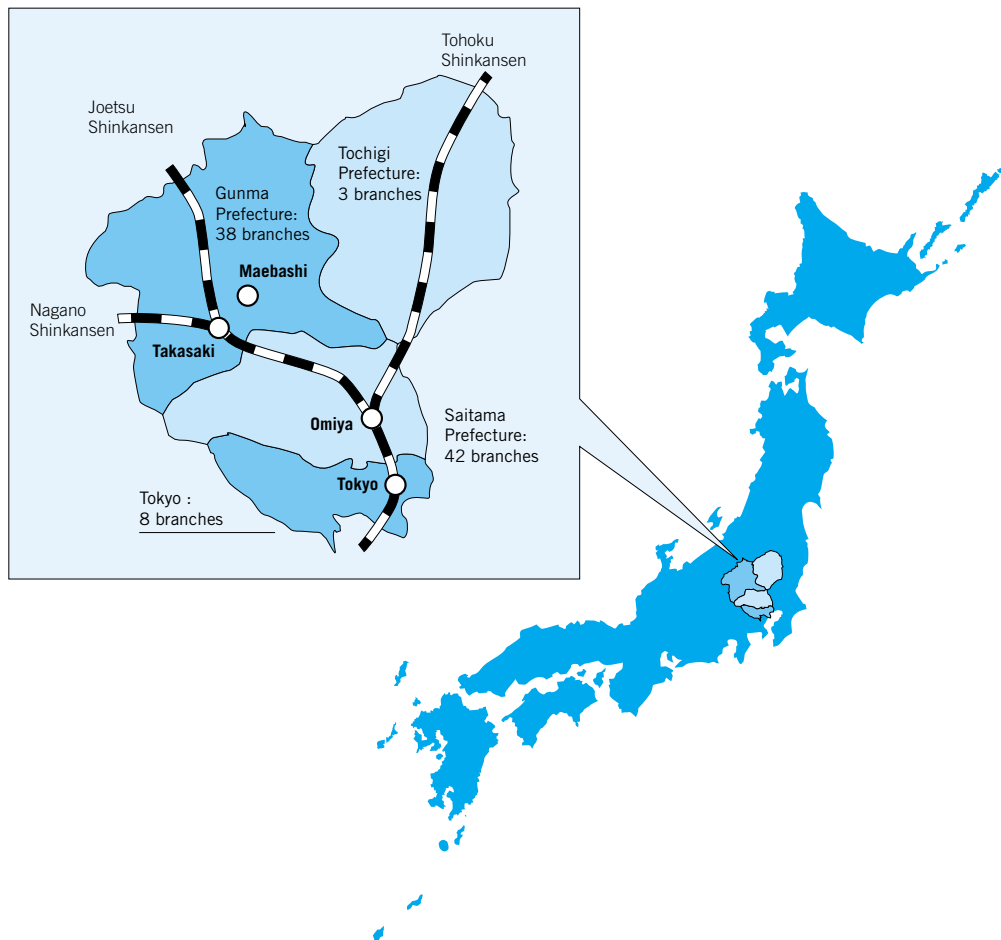 Tohoku
Shinkansen
Joetsu
Shinkansen
Tochigi
Prefecture:
3 branches
Gunma
Prefecture:
38 branches
Maebashi
Nagano
Shinkansen
Takasaki
Omiya
Saitama
Prefecture:
42 branches
Tokyo
Tokyo :
8 branches